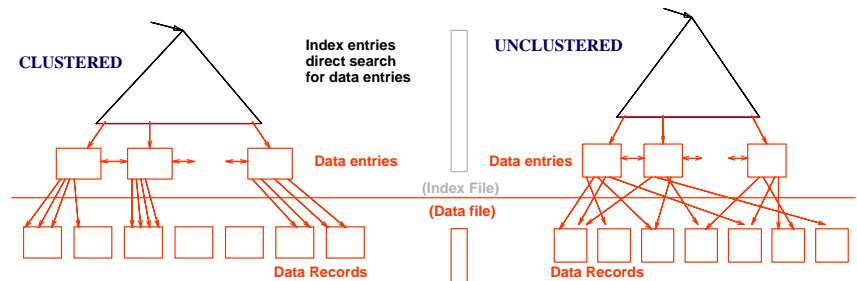 CLUSTERED
Index entries
direct search
for data entries
UNCLUSTERED
Data entries
Data entries
(Index File)
(Data file)
Data Records
Data Records